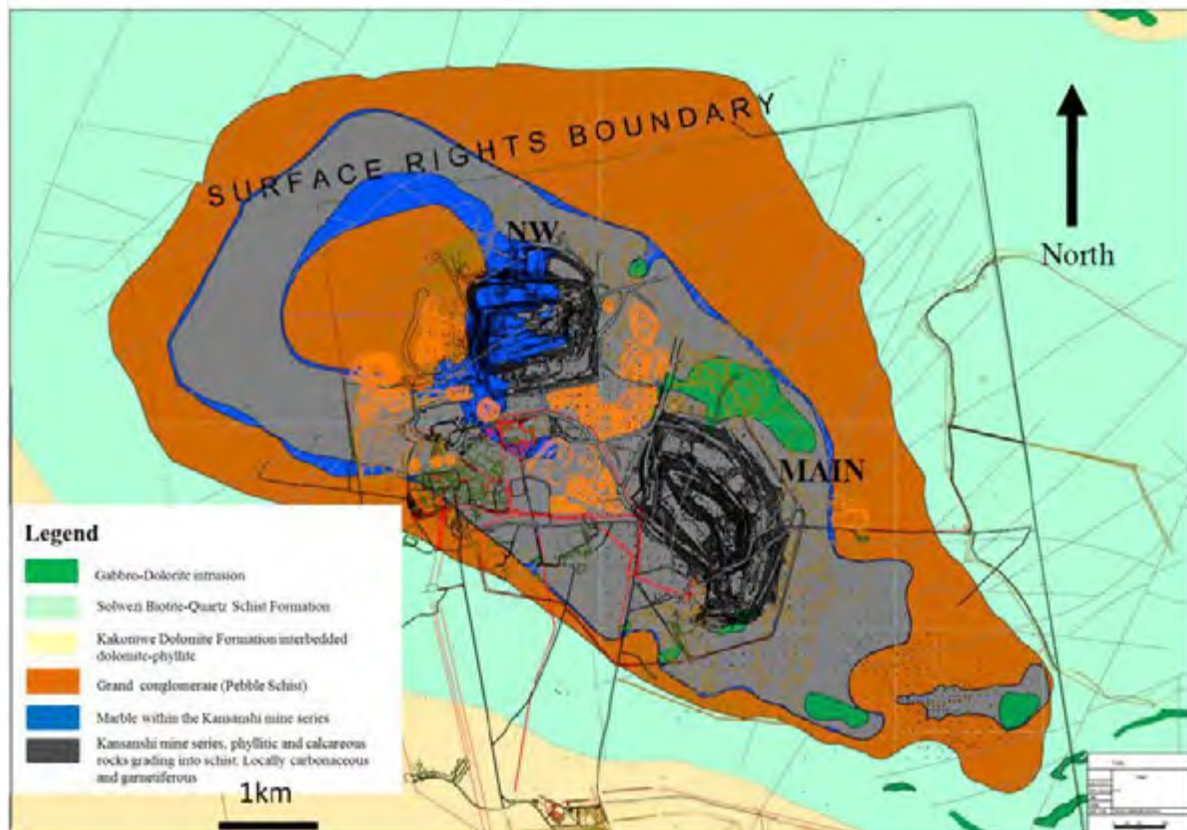 SURFACE RIGHTS BOUNDARY
NW
North
MAIN
Legend
Gabbro-Dolorite intrusion
Solwezi Biotite-Quartz Schist Formation
Kakontwe Dolomite Formation interbedded
dolomite-phyllite
Grand conglomerate (Pebble Schist)
Marble within the Kansanshi mine series
Kansanshi mine series, phyllitic and calcareous
rocks grading into schist. Locally carbonaceous
and garnetiferous
1km